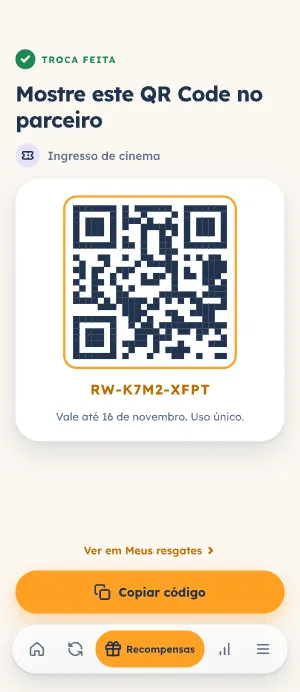 TROCA FEITA
Mostre este QR Code no
parceiro
Ingresso de cinema
RW-K7M2-XFPT
Vale até 16 de novembro. Uso único.
Ver em Meus resgates
Copiar código
Recompensas